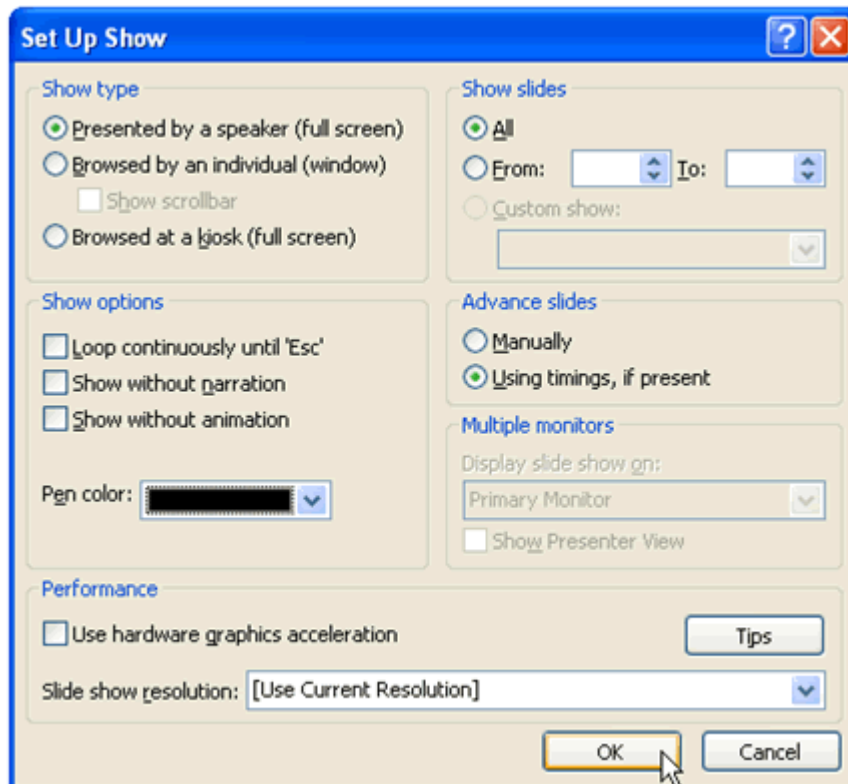 Set Up Show
Show type
Presented by a speaker (full screen)
Browsed by an individual (window)
Show scrollbar
Browsed at a kiosk (full screen)
Show slides
All
From: To:
Custom show:
Show options
Loop continuously until 'Esc'
Show without narration
Show without animation
Pen color:
Advance slides
Manually
Using timings, if present
Multiple monitors
Display slide show on:
Primary Monitor
Show Presenter View
Performance
Use hardware graphics acceleration
Tips
Slide show resolution: [Use Current Resolution]
OK Cancel